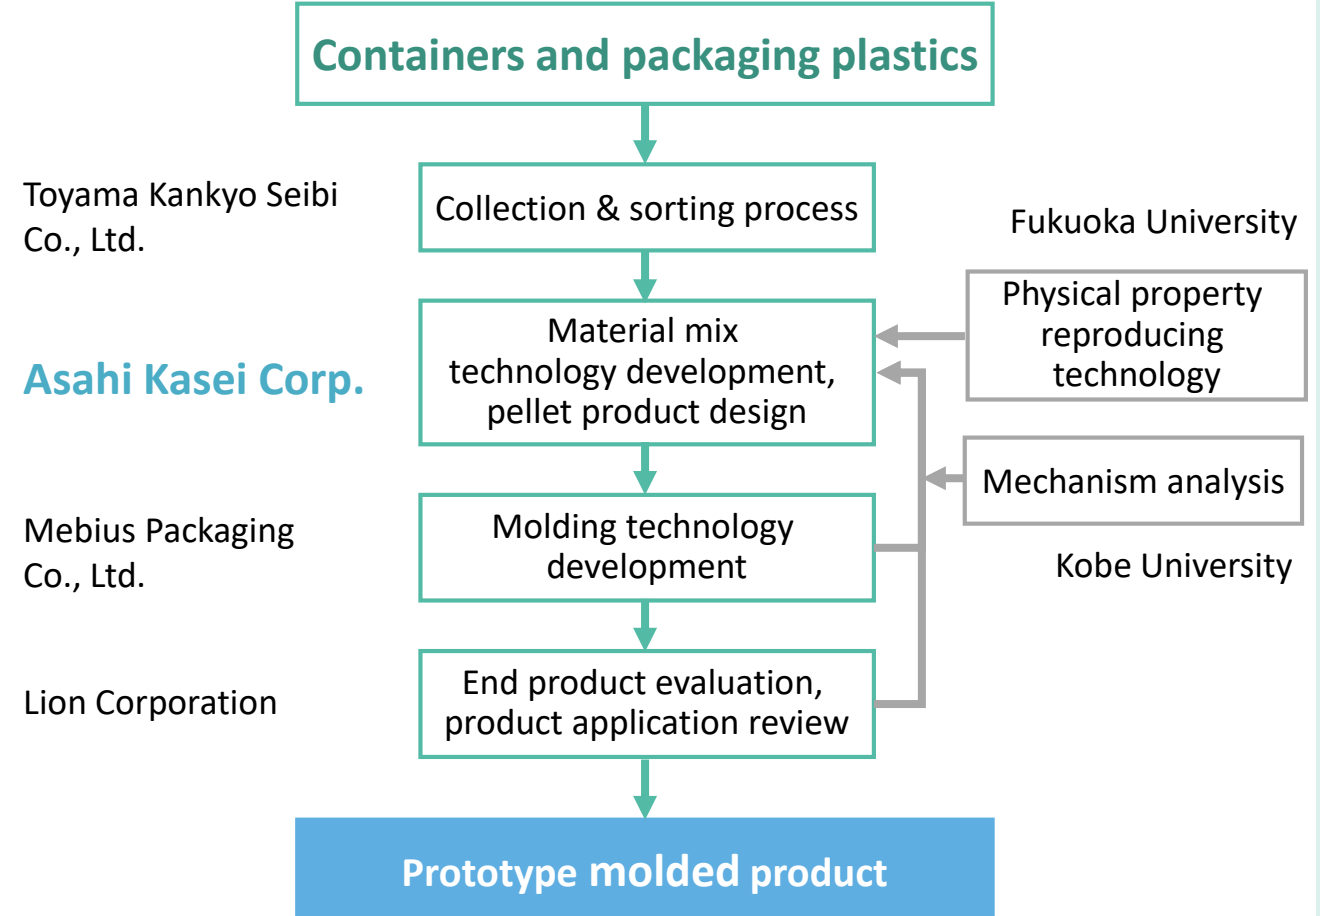 Containers and packaging plastics
Toyama Kankyo Seibi
Co., Ltd.
Collection & sorting process
Fukuoka University
Physical property
reproducing
technology
Asahi Kasei Corp.
Material mix
technology development,
pellet product design
Mechanism analysis
Kobe University
Mebius Packaging
Co., Ltd.
Molding technology
development
Lion Corporation
End product evaluation,
product application review
Prototype molded product